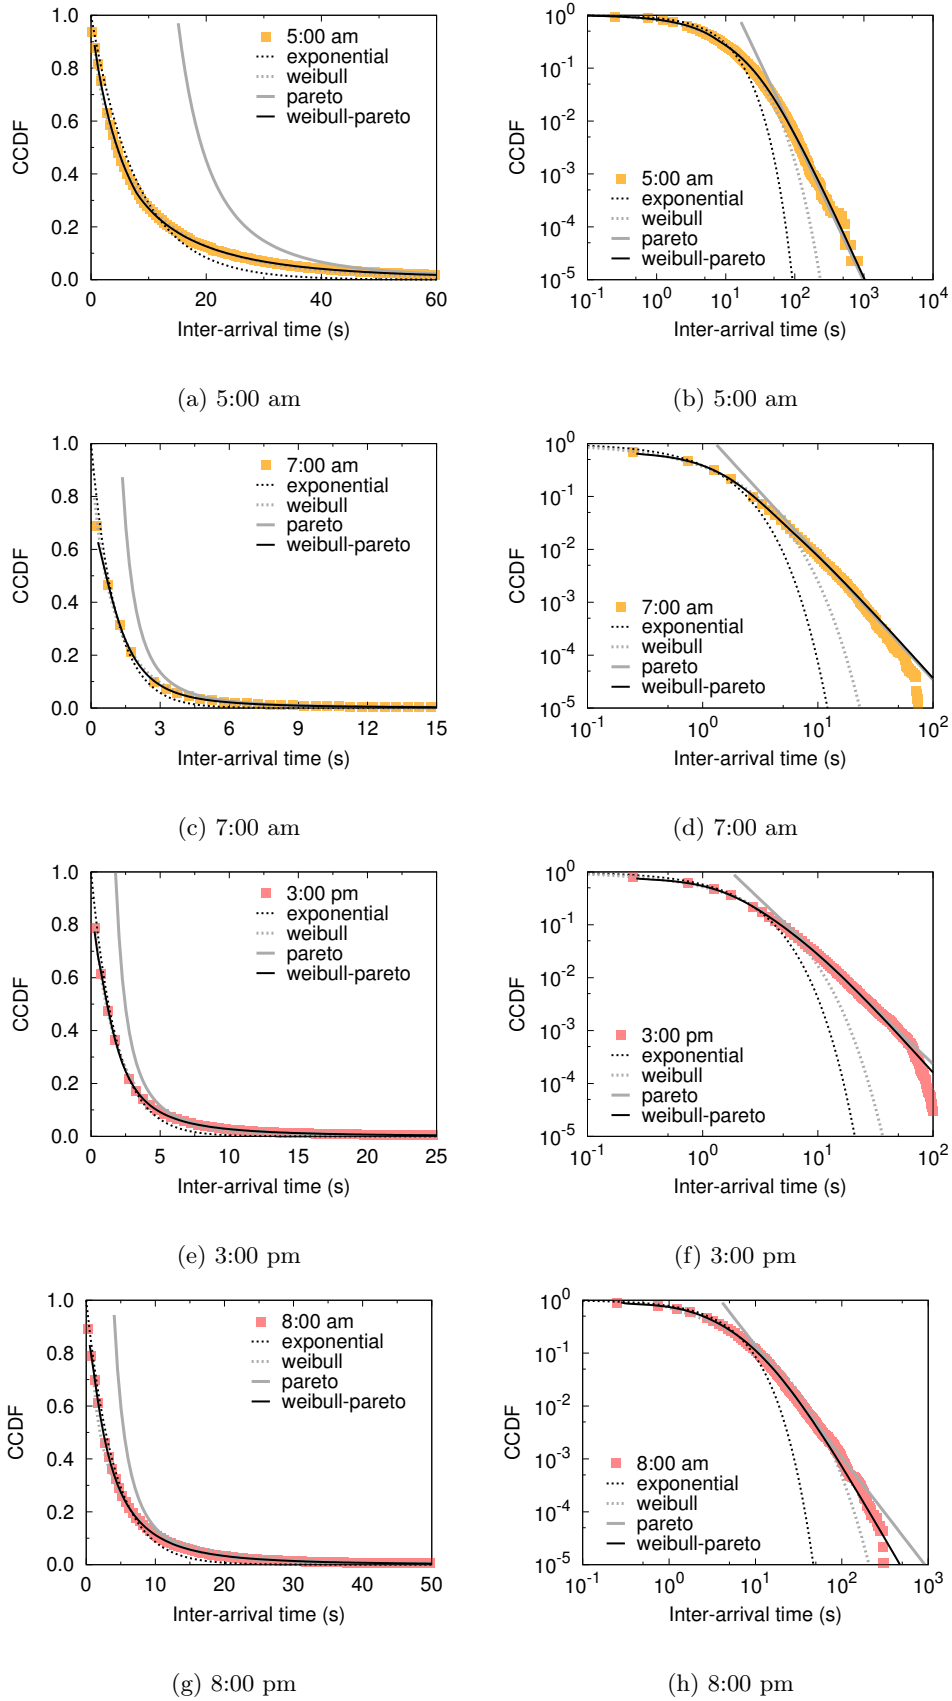 1.0
0.8
0.6
0.4
0.2
0.0
CCDF
0 20 40 60
Inter-arrival time (s)
5:00 am
exponential
weibull
pareto
weibull-pareto
(a) 5:00 am
10^0
10^-1
10^-2
10^-3
10^-4
10^-5
CCDF
10^-1 10^0 10^1 10^2 10^3 10^4
Inter-arrival time (s)
5:00 am
exponential
weibull
pareto
weibull-pareto
(b) 5:00 am
1.0
0.8
0.6
0.4
0.2
0.0
CCDF
0 3 6 9 12 15
Inter-arrival time (s)
7:00 am
exponential
weibull
pareto
weibull-pareto
(c) 7:00 am
10^0
10^-1
10^-2
10^-3
10^-4
10^-5
CCDF
10^-1 10^0 10^1 10^2
Inter-arrival time (s)
7:00 am
exponential
weibull
pareto
weibull-pareto
(d) 7:00 am
1.0
0.8
0.6
0.4
0.2
0.0
CCDF
0 5 10 15 20 25
Inter-arrival time (s)
3:00 pm
exponential
weibull
pareto
weibull-pareto
(e) 3:00 pm
10^0
10^-1
10^-2
10^-3
10^-4
10^-5
CCDF
10^-1 10^0 10^1 10^2
Inter-arrival time (s)
3:00 pm
exponential
weibull
pareto
weibull-pareto
(f) 3:00 pm
1.0
0.8
0.6
0.4
0.2
0.0
CCDF
0 10 20 30 40 50
Inter-arrival time (s)
8:00 am
exponential
weibull
pareto
weibull-pareto
(g) 8:00 pm
10^0
10^-1
10^-2
10^-3
10^-4
10^-5
CCDF
10^-1 10^0 10^1 10^2 10^3
Inter-arrival time (s)
8:00 am
exponential
weibull
pareto
weibull-pareto
(h) 8:00 pm